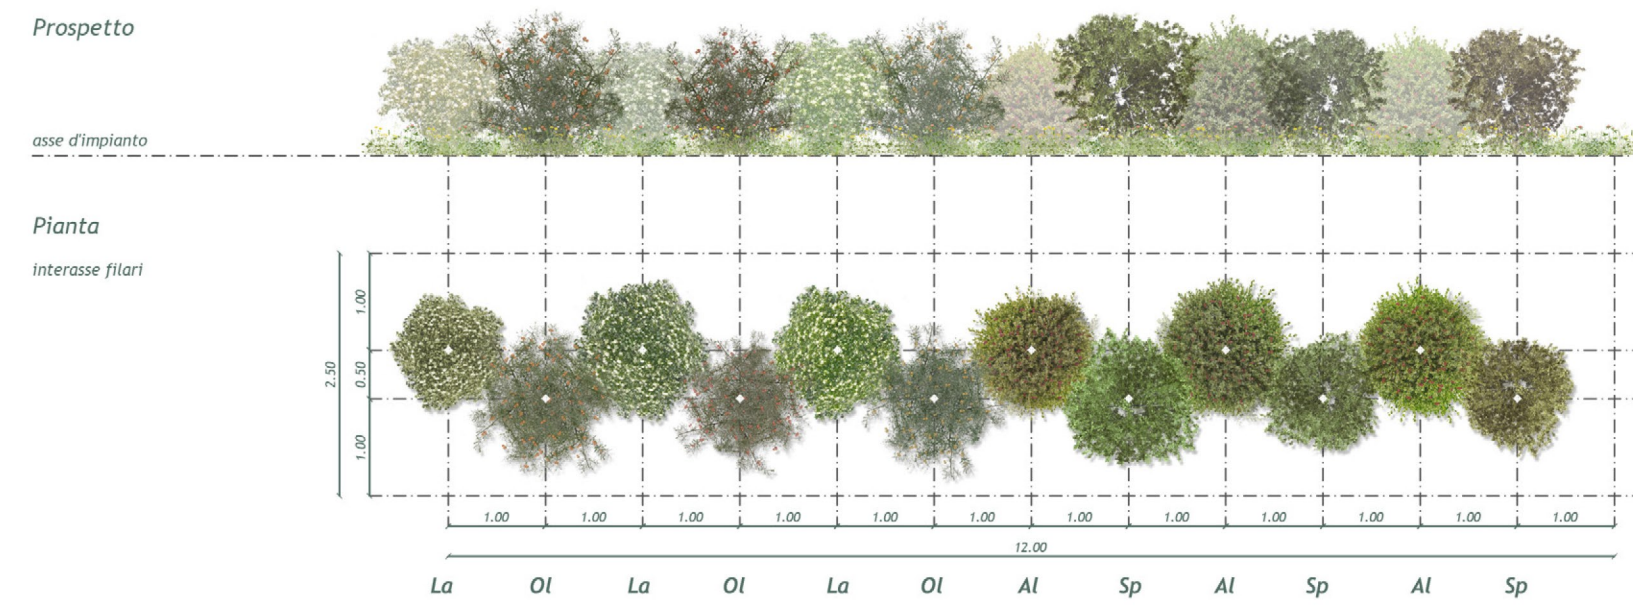 Prospetto
asse d'impianto
Pianta
interasse filari
1.00
0.50
2.50
1.00
1.00 1.00 1.00 1.00 1.00 1.00 1.00 1.00 1.00 1.00 1.00 1.00
12.00
La Ol La Ol La Ol Al Sp Al Sp Al Sp